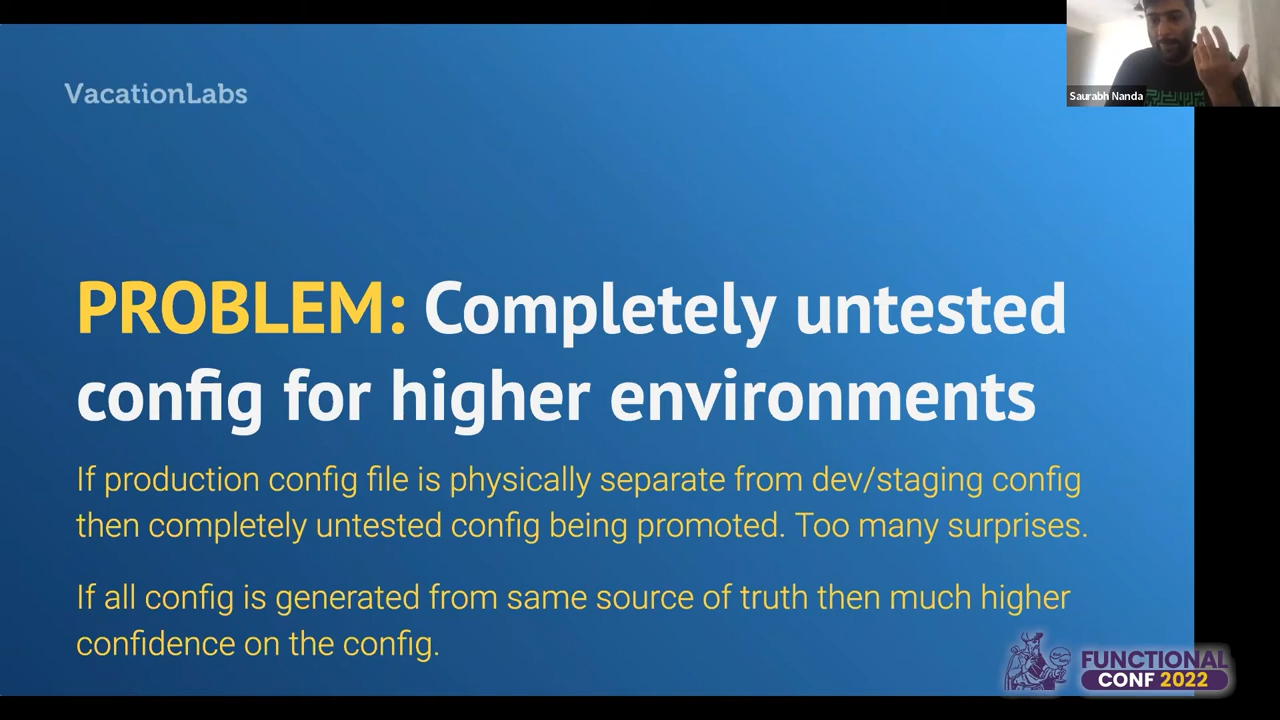 VacationLabs
Saurabh Nanda
PROBLEM: Completely untested
config for higher environments
If production config file is physically separate from dev/staging config
then completely untested config being promoted. Too many surprises.
If all config is generated from same source of truth then much higher
confidence on the config.
FUNCTIONAL
CONF 2022